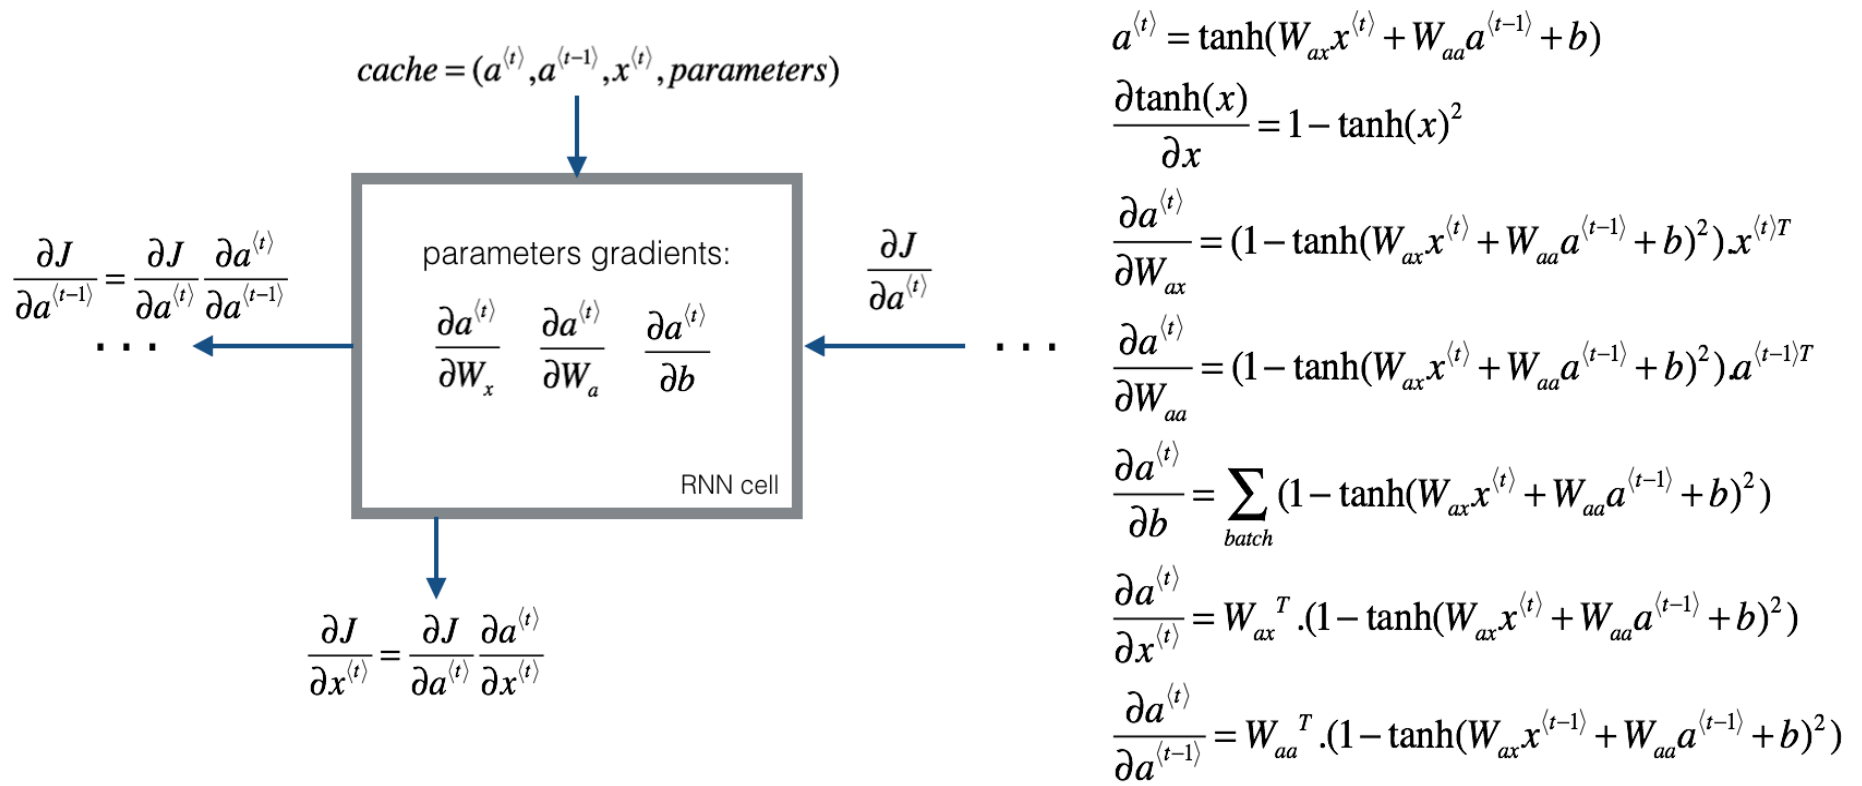 cache = (a⟨t⟩, a⟨t−1⟩, x⟨t⟩, parameters)
∂J/∂a⟨t−1⟩ = ∂J/∂a⟨t⟩ ∂a⟨t⟩/∂a⟨t−1⟩
. . .
parameters gradients:
∂a⟨t⟩/∂W_x ∂a⟨t⟩/∂W_a ∂a⟨t⟩/∂b
RNN cell
∂J/∂a⟨t⟩
. . .
∂J/∂x⟨t⟩ = ∂J/∂a⟨t⟩ ∂a⟨t⟩/∂x⟨t⟩
a⟨t⟩ = tanh(W_ax x⟨t⟩ + W_aa a⟨t−1⟩ + b)
∂tanh(x)/∂x = 1 − tanh(x)²
∂a⟨t⟩/∂W_ax = (1 − tanh(W_ax x⟨t⟩ + W_aa a⟨t−1⟩ + b)²).x⟨t⟩T
∂a⟨t⟩/∂W_aa = (1 − tanh(W_ax x⟨t⟩ + W_aa a⟨t−1⟩ + b)²).a⟨t−1⟩T
∂a⟨t⟩/∂b = ∑_batch (1 − tanh(W_ax x⟨t⟩ + W_aa a⟨t−1⟩ + b)²)
∂a⟨t⟩/∂x⟨t⟩ = W_ax^T .(1 − tanh(W_ax x⟨t⟩ + W_aa a⟨t−1⟩ + b)²)
∂a⟨t⟩/∂a⟨t−1⟩ = W_aa^T .(1 − tanh(W_ax x⟨t−1⟩ + W_aa a⟨t−1⟩ + b)²)